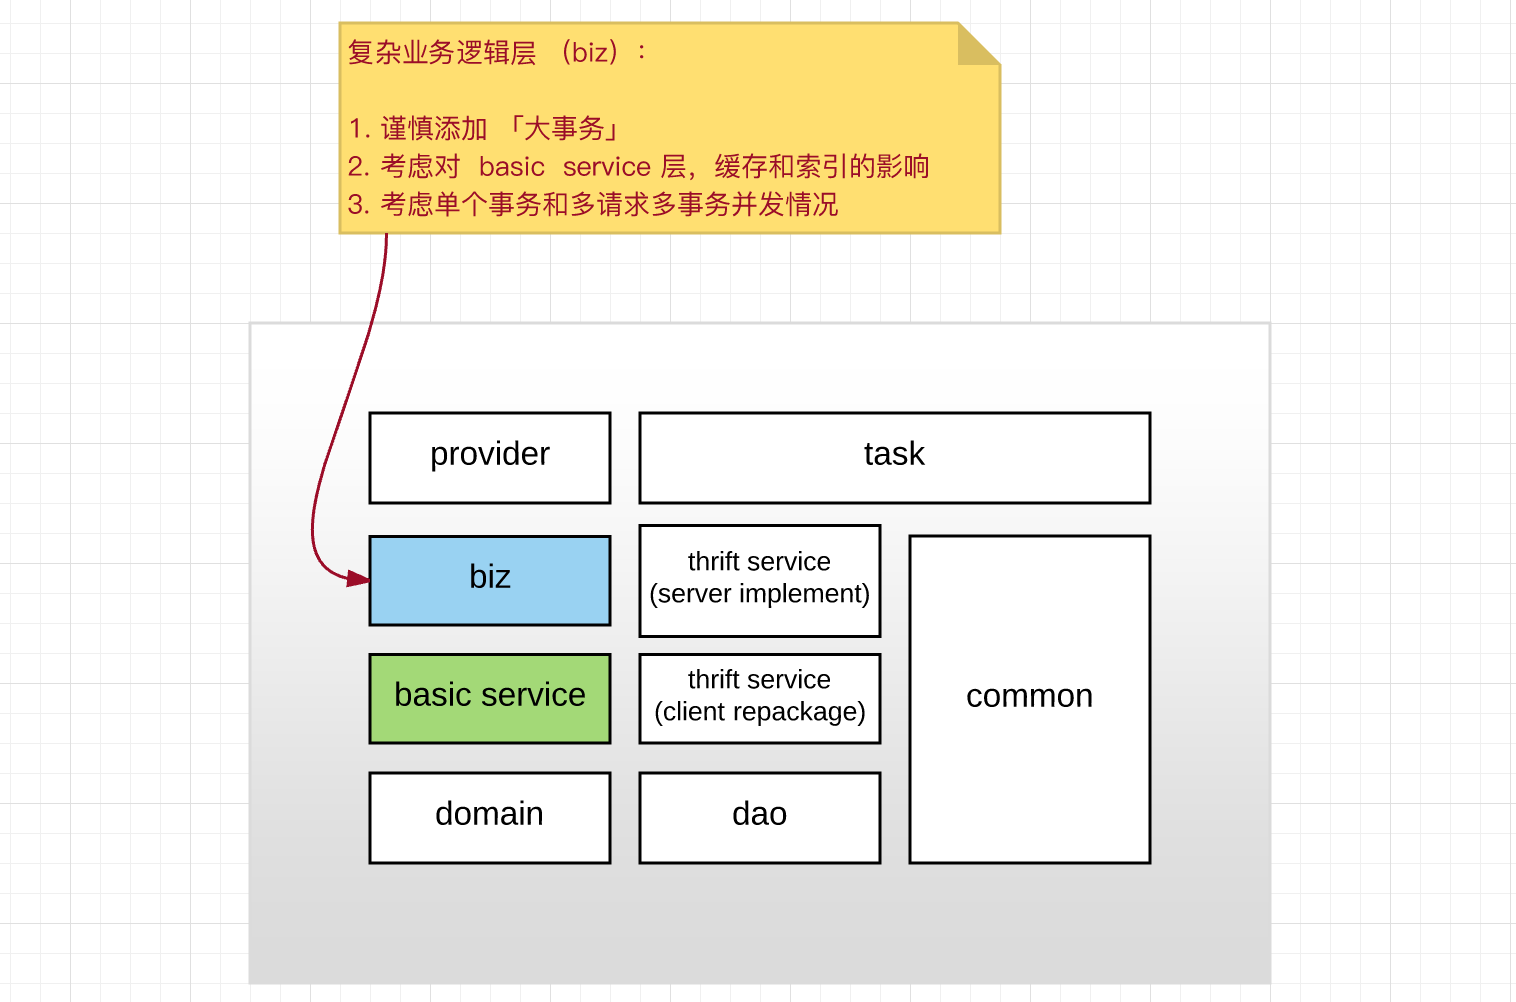 复杂业务逻辑层 （biz）：
1. 谨慎添加 「大事务」
2. 考虑对 basic service 层，缓存和索引的影响
3. 考虑单个事务和多请求多事务并发情况
provider
task
biz
thrift service
(server implement)
basic service
thrift service
(client repackage)
common
domain
dao